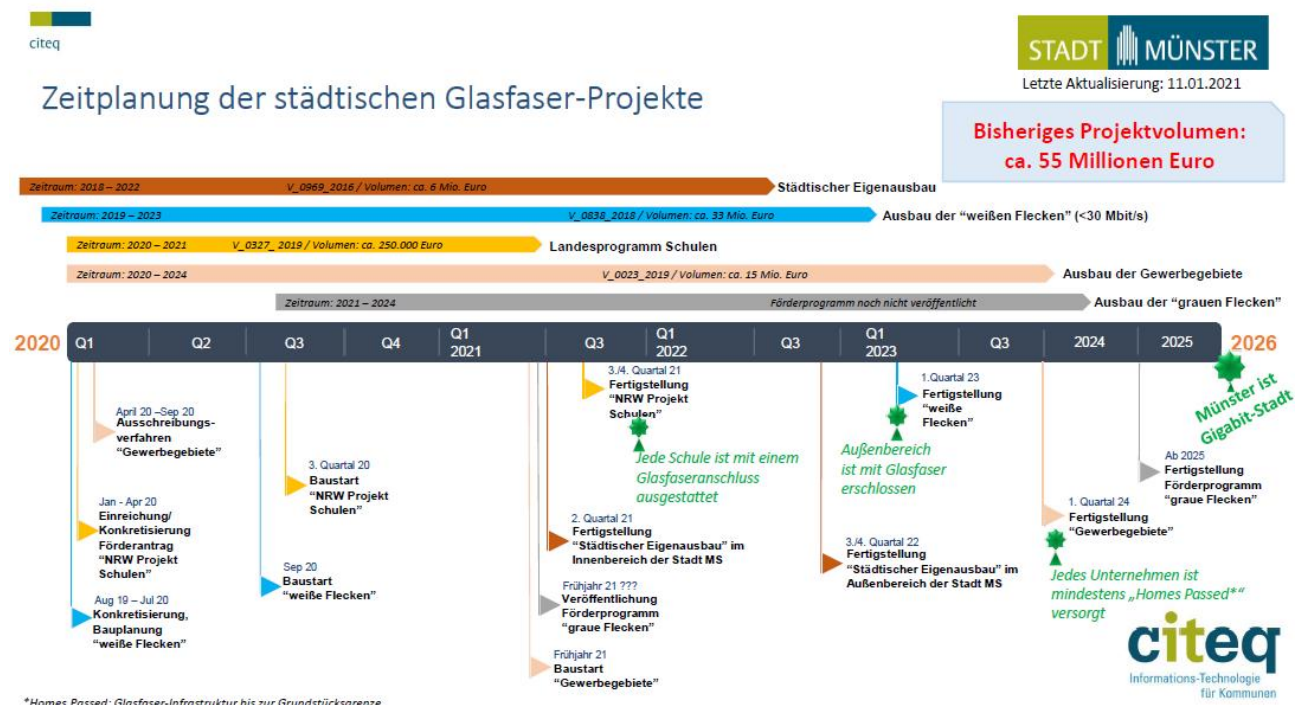 citeq
STADT MÜNSTER
Letzte Aktualisierung: 11.01.2021
Zeitplanung der städtischen Glasfaser-Projekte
Bisheriges Projektvolumen:
ca. 55 Millionen Euro
Zeitraum: 2018 – 2022 V_0969_2016 / Volumen: ca. 6 Mio. Euro Städtischer Eigenausbau
Zeitraum: 2019 – 2023 V_0838_2018 / Volumen: ca. 33 Mio. Euro Ausbau der “weißen Flecken” (<30 Mbit/s)
Zeitraum: 2020 – 2021 V_0327_ 2019 / Volumen: ca. 250.000 Euro Landesprogramm Schulen
Zeitraum: 2020 – 2024 V_0023_2019 / Volumen: ca. 15 Mio. Euro Ausbau der Gewerbegebiete
Zeitraum: 2021 – 2024 Förderprogramm noch nicht veröffentlicht Ausbau der “grauen Flecken”
2020 Q1 Q2 Q3 Q4 Q1 2021 Q3 Q1 2022 Q3 Q1 2023 Q3 2024 2025 2026
April 20 –Sep 20
Ausschreibungs-
verfahren
“Gewerbegebiete”
Jan - Apr 20
Einreichung/
Konkretisierung
Förderantrag
“NRW Projekt
Schulen”
Aug 19 – Jul 20
Konkretisierung,
Bauplanung
“weiße Flecken”
3. Quartal 20
Baustart
“NRW Projekt
Schulen”
Sep 20
Baustart
“weiße Flecken”
3./4. Quartal 21
Fertigstellung
“NRW Projekt
Schulen”
Jede Schule ist mit einem
Glasfaseranschluss
ausgestattet
2. Quartal 21
Fertigstellung
“Städtischer Eigenausbau” im
Innenbereich der Stadt MS
Frühjahr 21 ???
Veröffentlichung
Förderprogramm
“graue Flecken”
Frühjahr 21
Baustart
“Gewerbegebiete”
1.Quartal 23
Fertigstellung
“weiße
Flecken”
Außenbereich
ist mit Glasfaser
erschlossen
3./4. Quartal 22
Fertigstellung
“Städtischer Eigenausbau” im
Außenbereich der Stadt MS
1. Quartal 24
Fertigstellung
“Gewerbegebiete”
Jedes Unternehmen ist
mindestens „Homes Passed*“
versorgt
Ab 2025
Fertigstellung
Förderprogramm
“graue Flecken”
Münster ist
Gigabit-Stadt
citeq
Informations-Technologie
für Kommunen
*Homes Passed: Glasfaser-Infrastruktur bis zur Grundstücksgrenze